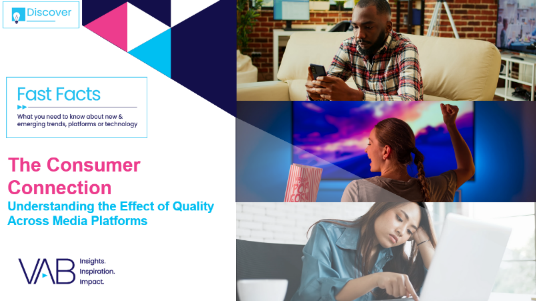 Discover
Fast Facts
What you need to know about new &
emerging trends, platforms or technology
The Consumer
Connection
Understanding the Effect of Quality
Across Media Platforms
VAB
Insights.
Inspiration.
Impact.